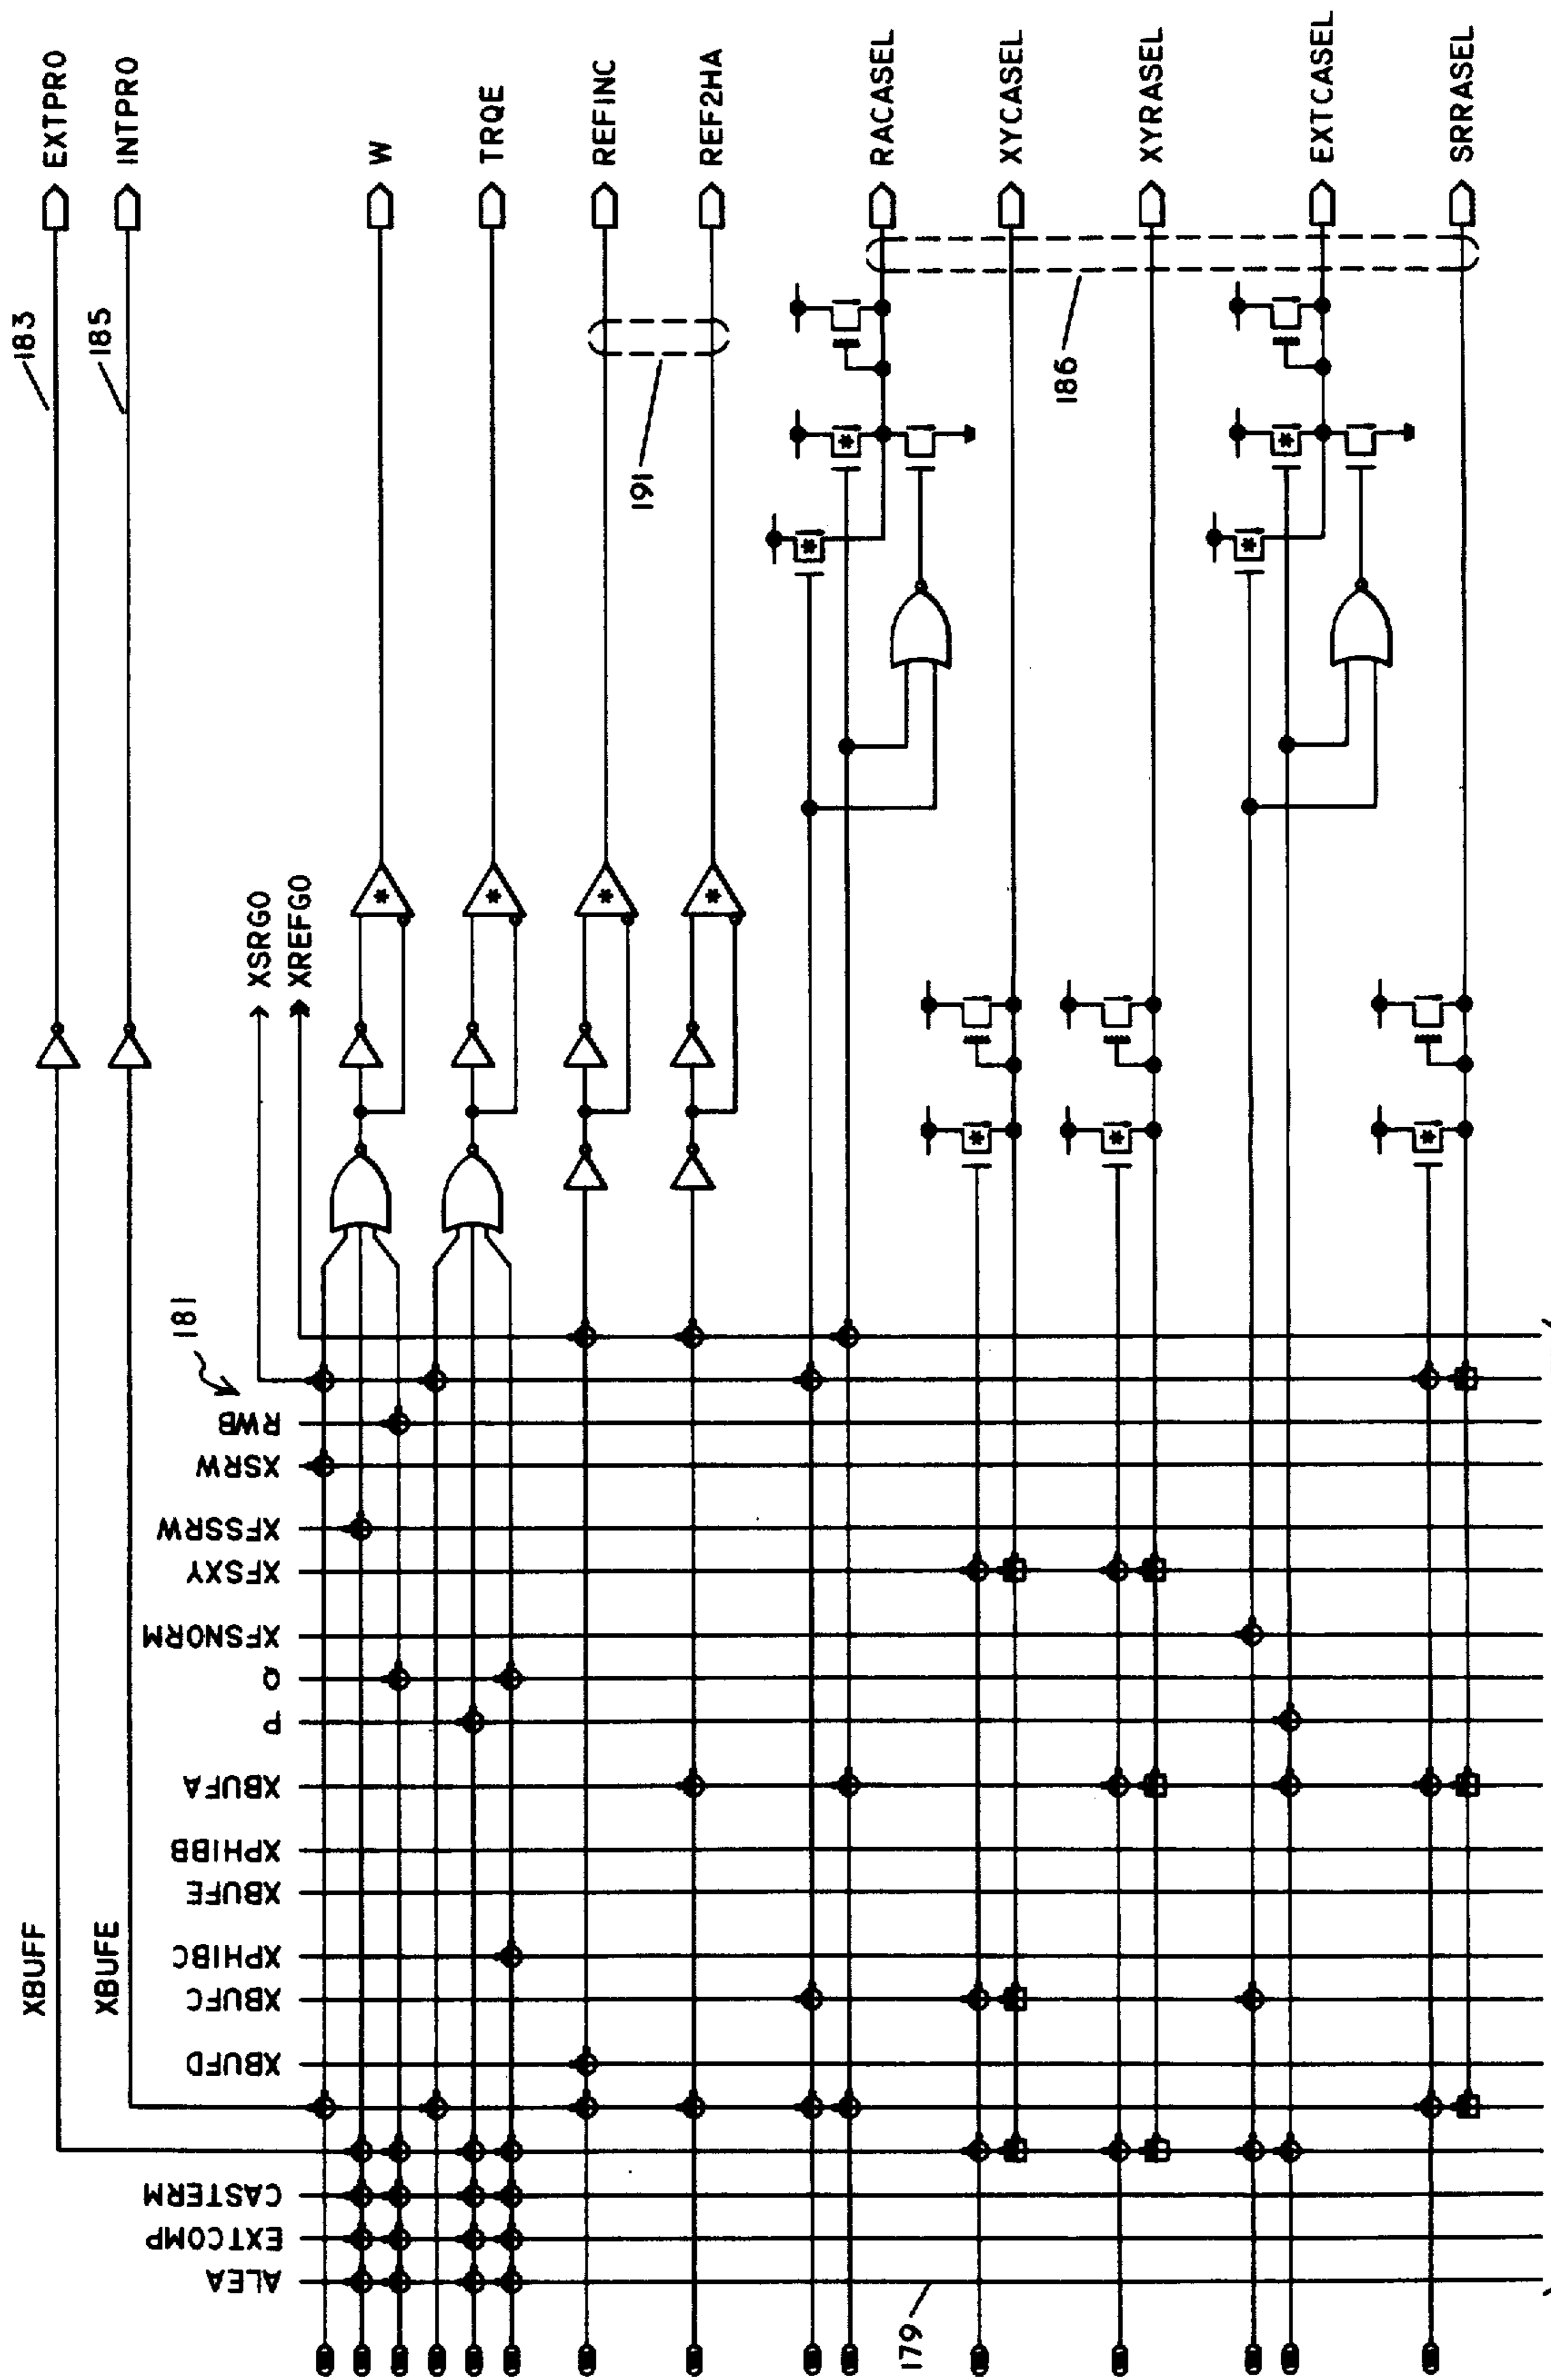 183
EXTPRO
185
INTPRO
XSRGO
XREFGO
W
TRQE
REFINC
REF2HA
191
RACASEL
XYCASEL
XYRASEL
EXTCASEL
SRRASEL
186
181
XBUFF
XBUFE
ALEA
EXTCOMP
CASTERM
XBUFD
XBUFC
XPHIBC
XBUFE
XPHIBB
XBUFA
P
Q
XFSNORM
XFSXY
XFSSRW
XSRW
RWB
179
*
*
*
*
*
*
*
*
*
*
*